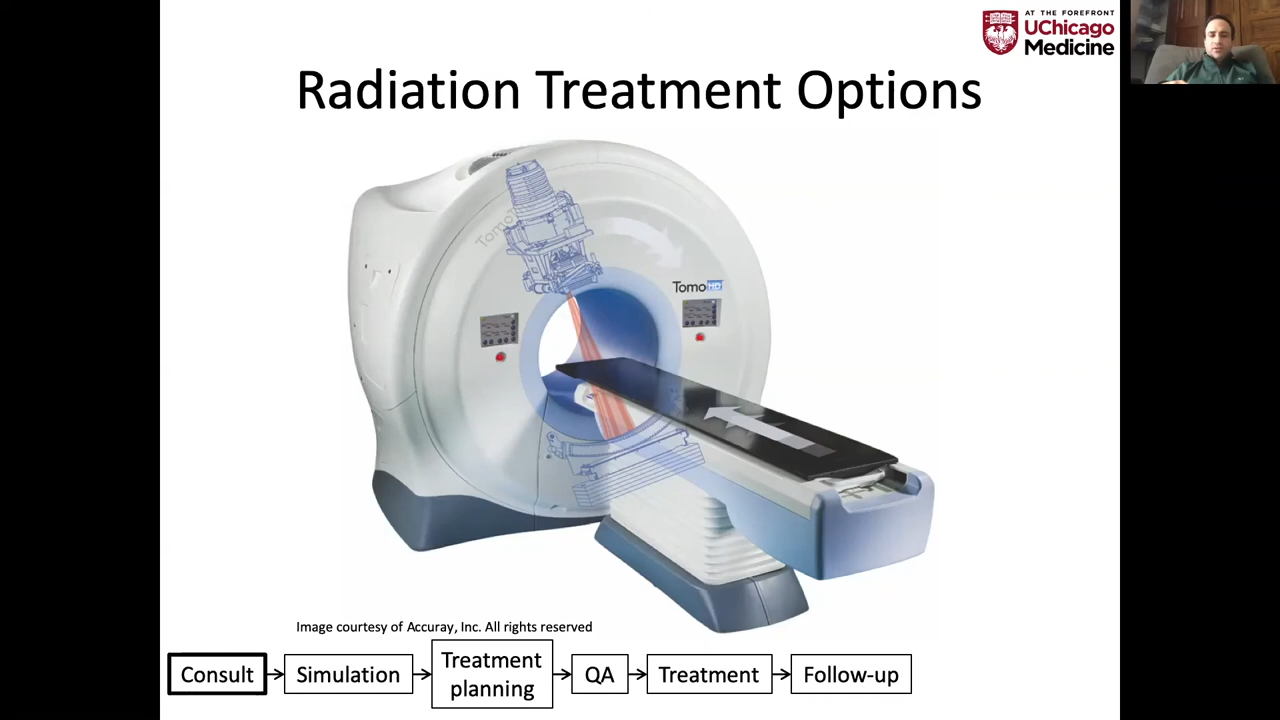 AT THE FOREFRONT
UChicago
Medicine
Radiation Treatment Options
Tomo
TomoHD
Image courtesy of Accuray, Inc. All rights reserved
Consult
Simulation
Treatment
planning
QA
Treatment
Follow-up